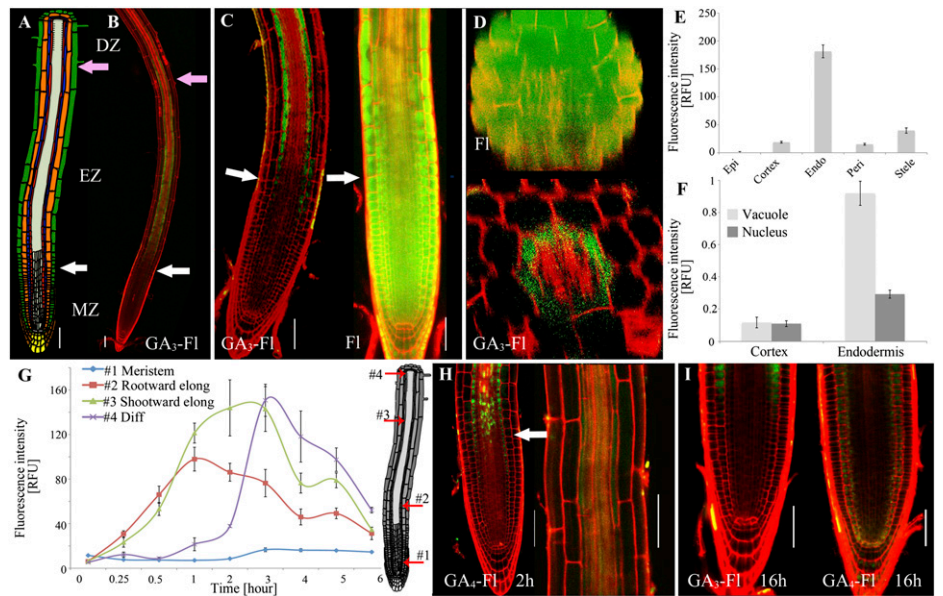 A
DZ
EZ
MZ
B
GA3-Fl
C
GA3-Fl
Fl
D
Fl
GA3-Fl
E
Fluorescence intensity
[RFU]
200
150
100
50
0
Epi
Cortex
Endo
Peri
Stele
F
Fluorescence intensity
[RFU]
1
0.8
0.6
0.4
0.2
0
Vacuole
Nucleus
Cortex
Endodermis
G
#1 Meristem
#2 Rootward elong
#3 Shootward elong
#4 Diff
Fluorescence intensity
[RFU]
160
120
80
40
0
0
0.25
0.5
1
2
3
4
5
6
Time [hour]
#4
#3
#2
#1
H
GA4-Fl 2h
I
GA3-Fl 16h
GA4-Fl 16h